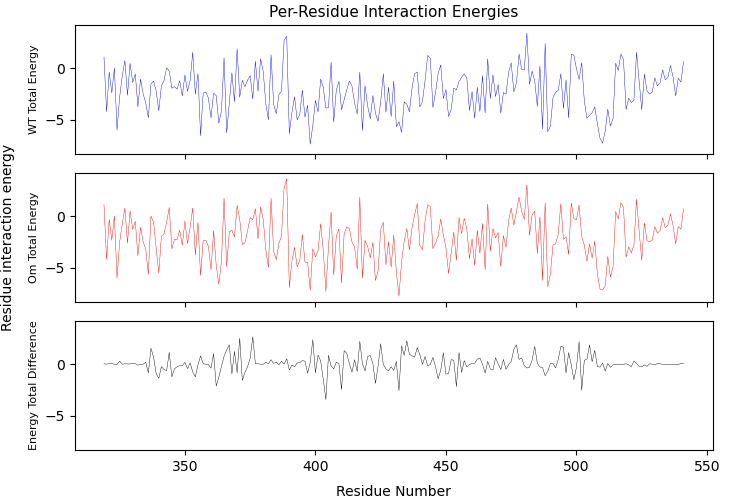 Per-Residue Interaction Energies
Residue interaction energy
WT Total Energy
0
−5
Om Total Energy
0
−5
Energy Total Difference
0
−5
350 400 450 500 550
Residue Number